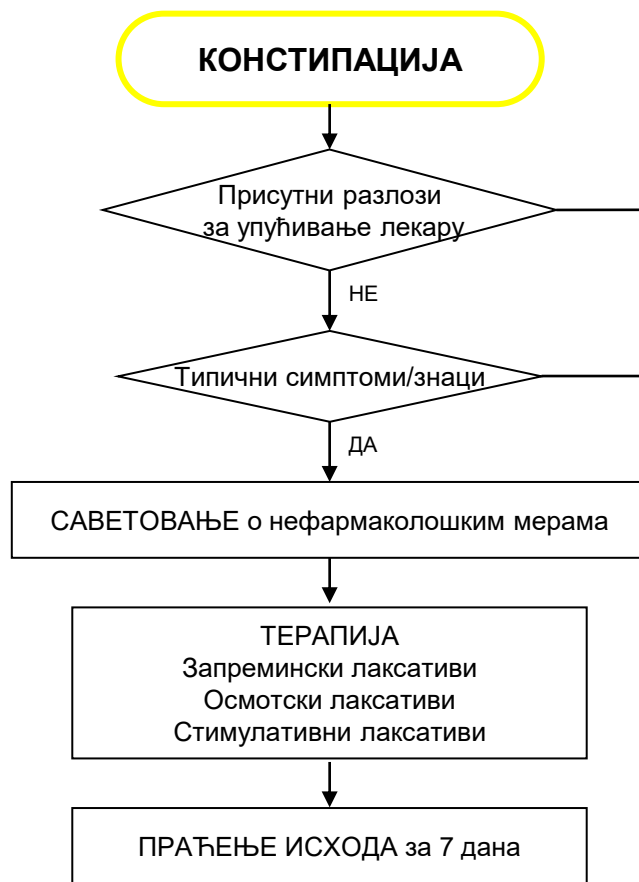 КОНСТИПАЦИЈА
Присутни разлози
за упућивање лекару
НЕ
Типични симптоми/знаци
ДА
САВЕТОВАЊЕ о нефармаколошким мерама
ТЕРАПИЈА
Запремински лаксативи
Осмотски лаксативи
Стимулативни лаксативи
ПРАЋЕЊЕ ИСХОДА за 7 дана